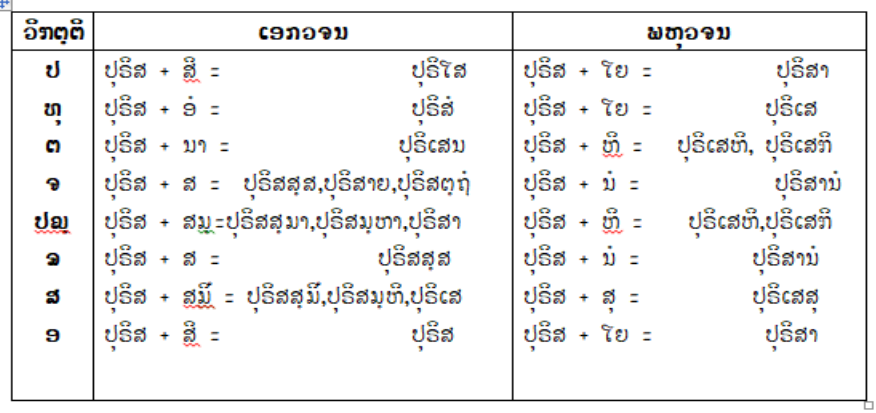 ວິກຕຕິ ເອກວຈນ ພຫຸວຈນ
ປ ປຸຣິສ + ສິ = ປຸຣິໂສ ປຸຣິສ + ໂຍ = ປຸຣິສາ
ທຸ ປຸຣິສ + ອํ = ປຸຣິສํ ປຸຣິສ + ໂຍ = ປຸຣິເສ
ຕ ປຸຣິສ + ນາ = ປຸຣິເສນ ປຸຣິສ + ຫິ = ປຸຣິເສຫິ, ປຸຣິເສຠິ
ຈ ປຸຣິສ + ສ = ປຸຣິສສ຺ສ,ປຸຣິສາຍ,ປຸຣິສຕ຺ຖํ ປຸຣິສ + ນํ = ປຸຣິສານํ
ປຎ຺ ປຸຣິສ + ສມ຺າ=ປຸຣິສສ຺ມາ,ປຸຣິສມ຺ຫາ,ປຸຣິສາ ປຸຣິສ + ຫິ = ປຸຣິເສຫິ,ປຸຣິເສຠິ
ຉ ປຸຣິສ + ສ = ປຸຣິສສ຺ສ ປຸຣິສ + ນํ = ປຸຣິສານํ
ສ ປຸຣິສ + ສມຶ຺ = ປຸຣິສສ຺ມຶ,ປຸຣິສມ຺ຫິ,ປຸຣິເສ ປຸຣິສ + ສຸ = ປຸຣິເສສຸ
ອ ປຸຣິສ + ສິ = ປຸຣິສ ປຸຣິສ + ໂຍ = ປຸຣິສາ